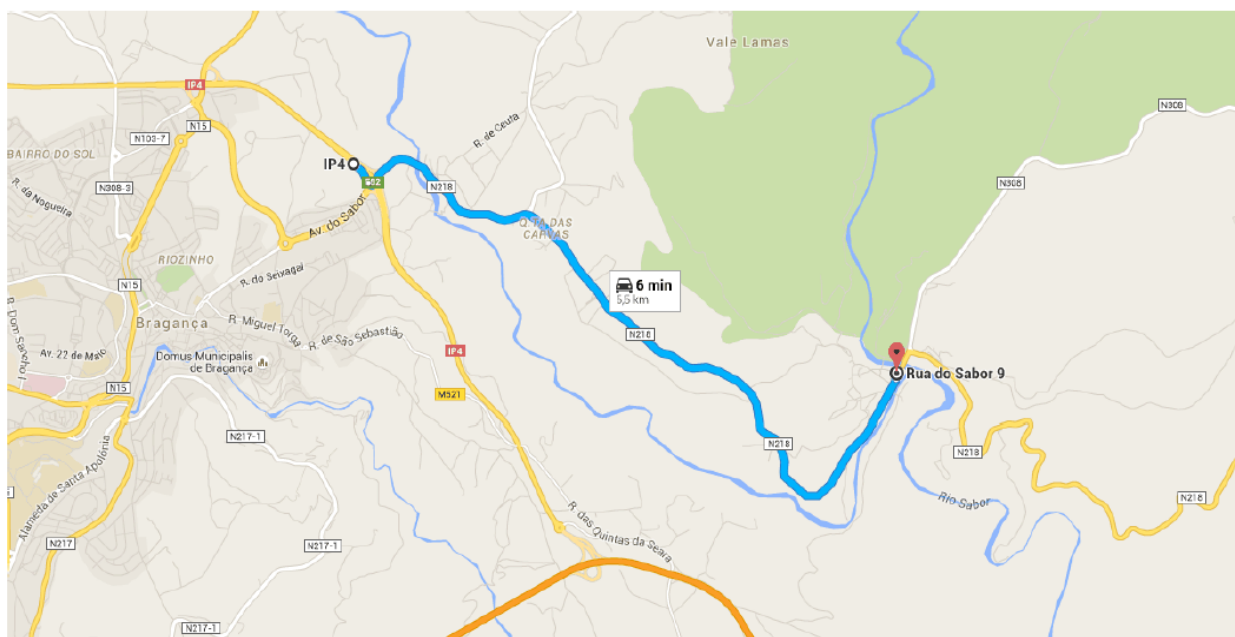 Vale Lamas
IP4
N308
N15
N103-7
R. de Ceuta
BAIRRO DO SOL
IP4
R. da Nogueira
N308-3
N218
N308
Av. do Sabor
Q.TA DAS
CARVAS
RIOZINHO
R. do Seixagal
6 min
5,5 km
N15
Bragança
R. Miguel Torga
R. de São Sebastião
N218
R. Dom Sancho I
Av. 22 de Maio
Domus Municipalis
de Bragança
IP4
Rua do Sabor 9
N15
M521
N217-1
N218
N218
Alameda de Santa Apolónia
Rio Sabor
N218
R. das Quintas da Seara
N217
N217-1
N217-1